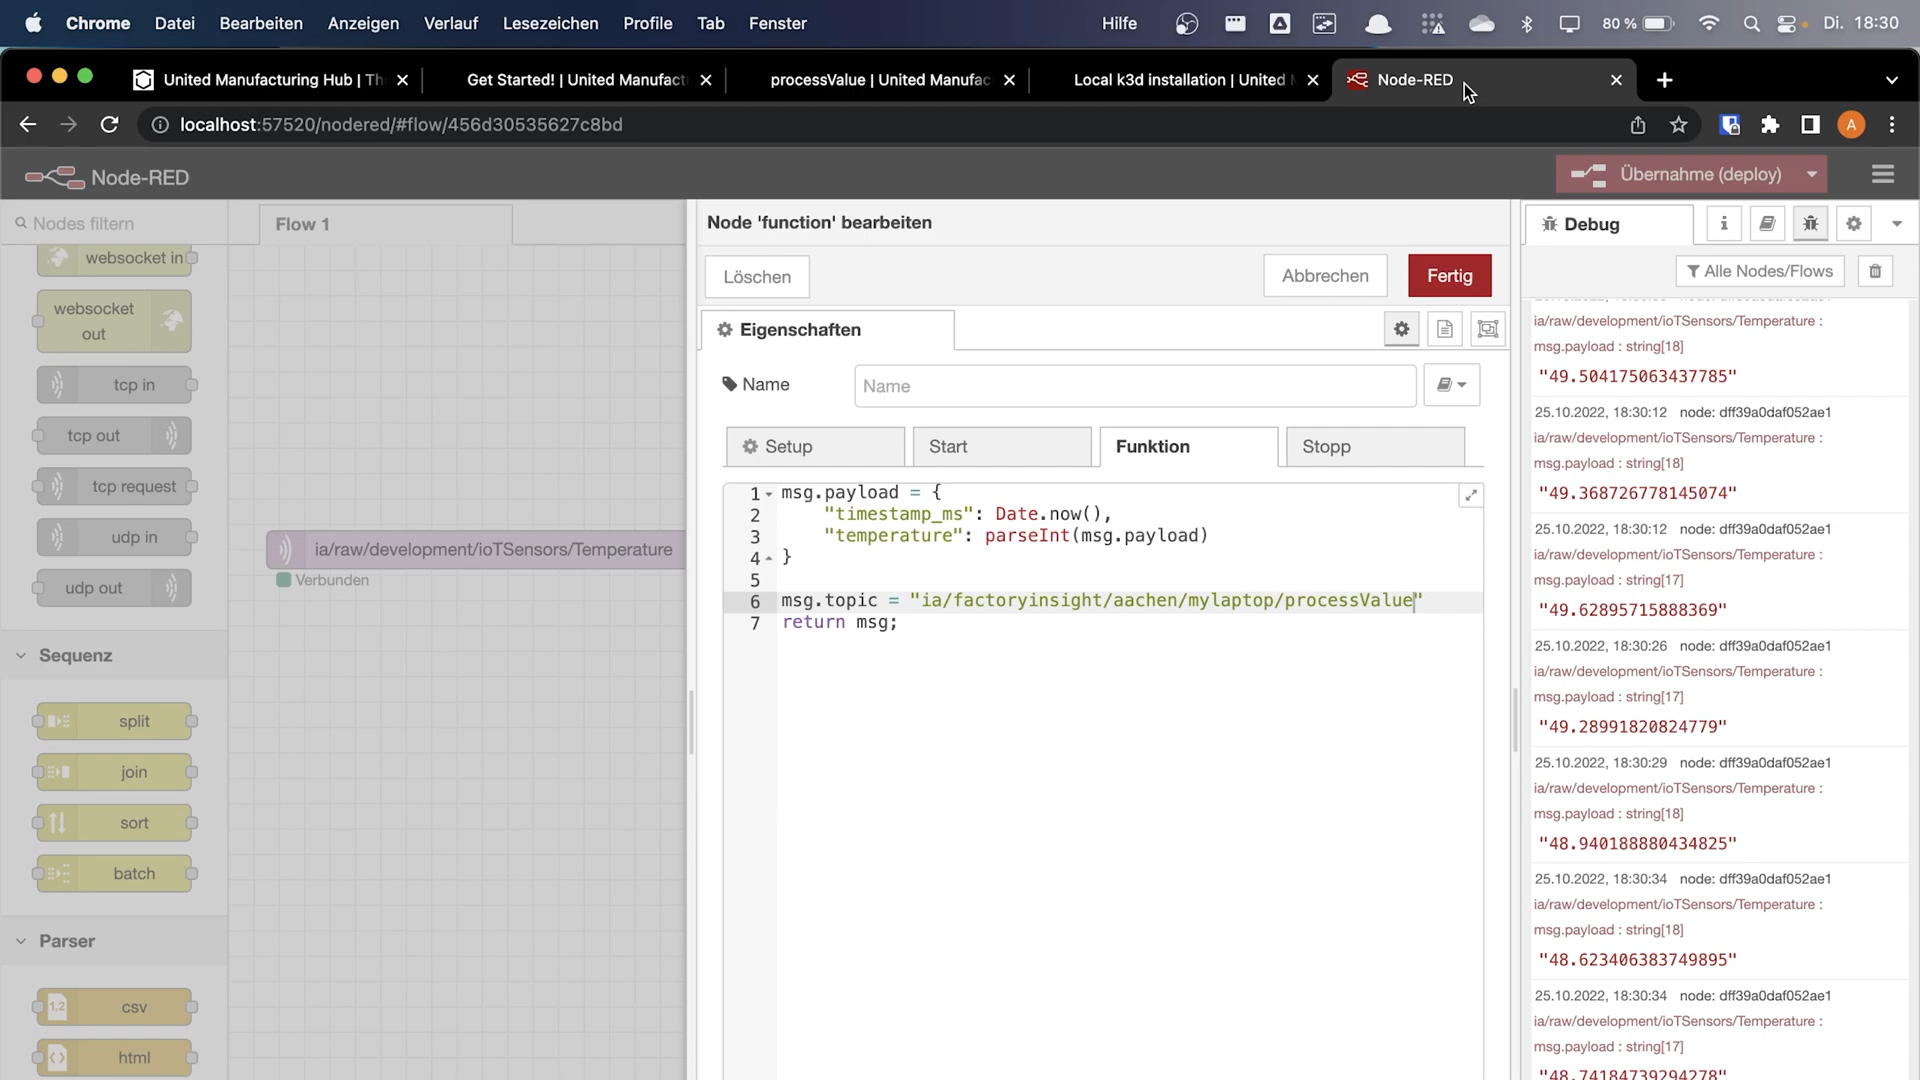 Chrome Datei Bearbeiten Anzeigen Verlauf Lesezeichen Profile Tab Fenster Hilfe 80 % Di. 18:30
United Manufacturing Hub | Th
Get Started! | United Manufact
processValue | United Manufac
Local k3d installation | United M
Node-RED
localhost:57520/nodered/#flow/456d30535627c8bd
A
Node-RED
Übernahme (deploy)
Nodes filtern
Flow 1
websocket in
websocket
out
tcp in
tcp out
tcp request
udp in
udp out
Sequenz
split
join
sort
batch
Parser
1,2
csv
html
ia/raw/development/ioTSensors/Temperature
Verbunden
Node 'function' bearbeiten
Löschen
Abbrechen
Fertig
Eigenschaften
Name
Name
Setup
Start
Funktion
Stopp
1 msg.payload = {
2 "timestamp_ms": Date.now(),
3 "temperature": parseInt(msg.payload)
4 }
5
6 msg.topic = "ia/factoryinsight/aachen/mylaptop/processValue"
7 return msg;
Debug
i
Alle Nodes/Flows
ia/raw/development/ioTSensors/Temperature :
msg.payload : string[18]
"49.504175063437785"
25.10.2022, 18:30:12 node: dff39a0daf052ae1
ia/raw/development/ioTSensors/Temperature :
msg.payload : string[18]
"49.368726778145074"
25.10.2022, 18:30:12 node: dff39a0daf052ae1
ia/raw/development/ioTSensors/Temperature :
msg.payload : string[17]
"49.62895715888369"
25.10.2022, 18:30:26 node: dff39a0daf052ae1
ia/raw/development/ioTSensors/Temperature :
msg.payload : string[17]
"49.28991820824779"
25.10.2022, 18:30:29 node: dff39a0daf052ae1
ia/raw/development/ioTSensors/Temperature :
msg.payload : string[18]
"48.940188880434825"
25.10.2022, 18:30:34 node: dff39a0daf052ae1
ia/raw/development/ioTSensors/Temperature :
msg.payload : string[18]
"48.623406383749895"
25.10.2022, 18:30:34 node: dff39a0daf052ae1
ia/raw/development/ioTSensors/Temperature :
msg.payload : string[17]
"48.74184739294278"